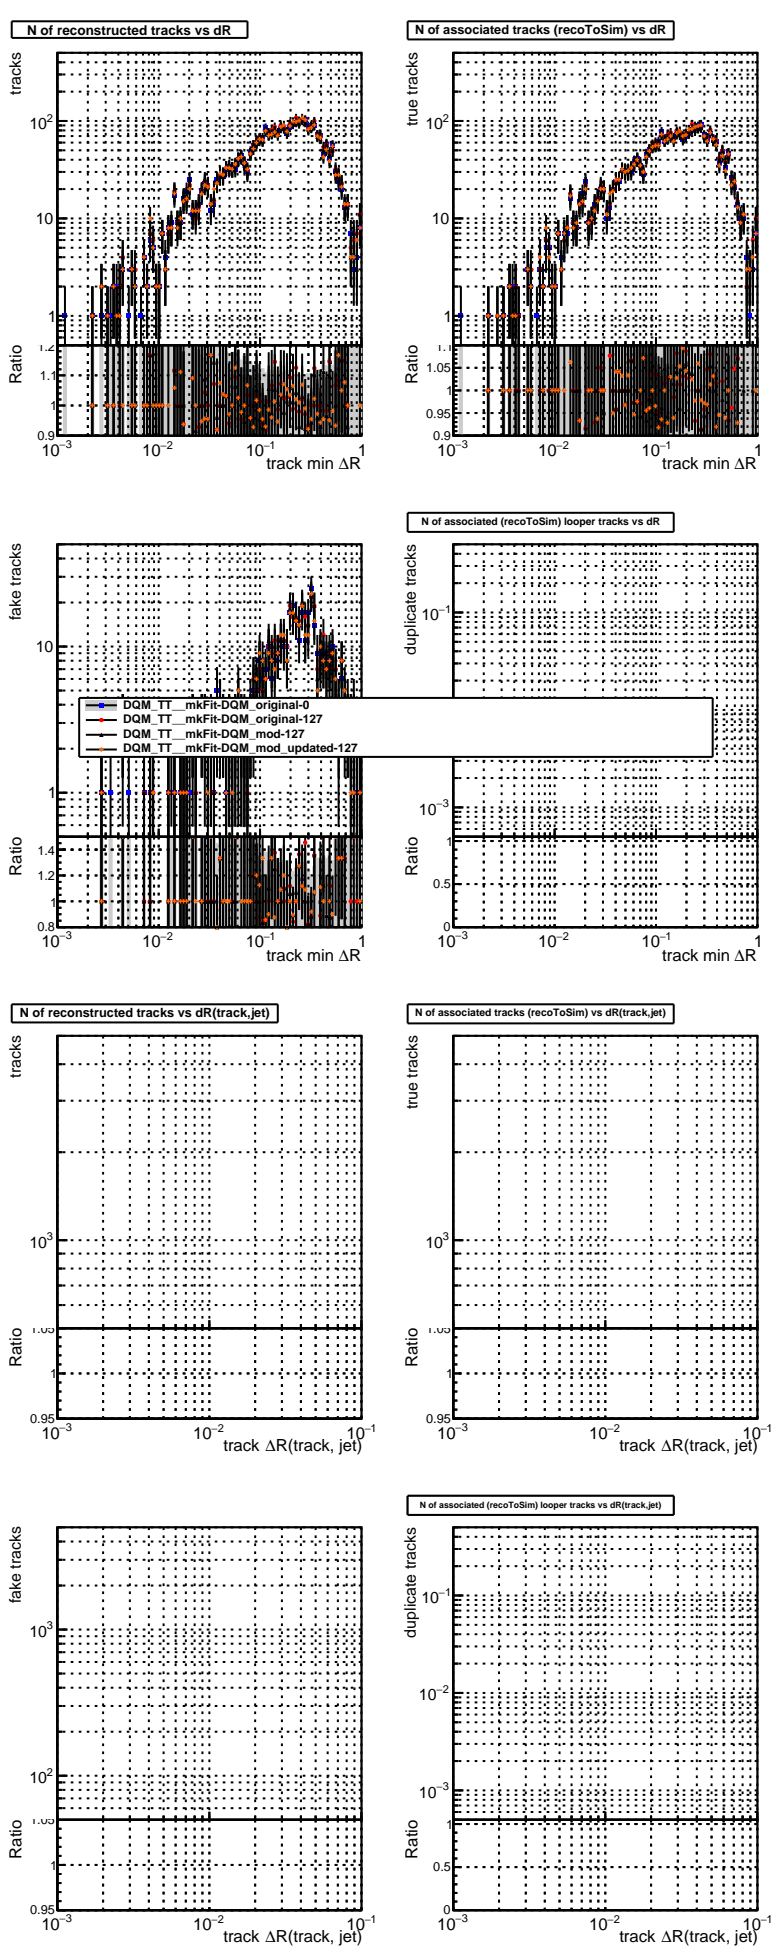 N of reconstructed tracks vs dR
tracks
10²
10
1
Ratio
1.2
1.1
1
0.9
10⁻³
10⁻²
10⁻¹
1
track min ΔR
N of associated tracks (recoToSim) vs dR
true tracks
10²
10
1
Ratio
1.05
1
0.95
0.9
10⁻³
10⁻²
10⁻¹
1
track min ΔR
fake tracks
10
1
Ratio
1.4
1.2
1
0.8
10⁻³
10⁻²
10⁻¹
1
track min ΔR
N of associated (recoToSim) looper tracks vs dR
duplicate tracks
10⁻¹
10⁻³
Ratio
1
0.5
0
10⁻³
10⁻²
10⁻¹
1
track min ΔR
DQM_TT__mkFit-DQM_original-0
DQM_TT__mkFit-DQM_original-127
DQM_TT__mkFit-DQM_mod-127
DQM_TT__mkFit-DQM_mod_updated-127
N of reconstructed tracks vs dR(track,jet)
tracks
10³
Ratio
1.05
1
0.95
10⁻³
10⁻²
10⁻¹
track ΔR(track, jet)
N of associated tracks (recoToSim) vs dR(track,jet)
true tracks
10³
Ratio
1.05
1
0.95
10⁻³
10⁻²
10⁻¹
track ΔR(track, jet)
fake tracks
10³
10²
Ratio
1.05
1
0.95
10⁻³
10⁻²
10⁻¹
track ΔR(track, jet)
N of associated (recoToSim) looper tracks vs dR(track,jet)
duplicate tracks
10⁻¹
10⁻²
10⁻³
Ratio
1
0.5
0
10⁻³
10⁻²
10⁻¹
track ΔR(track, jet)